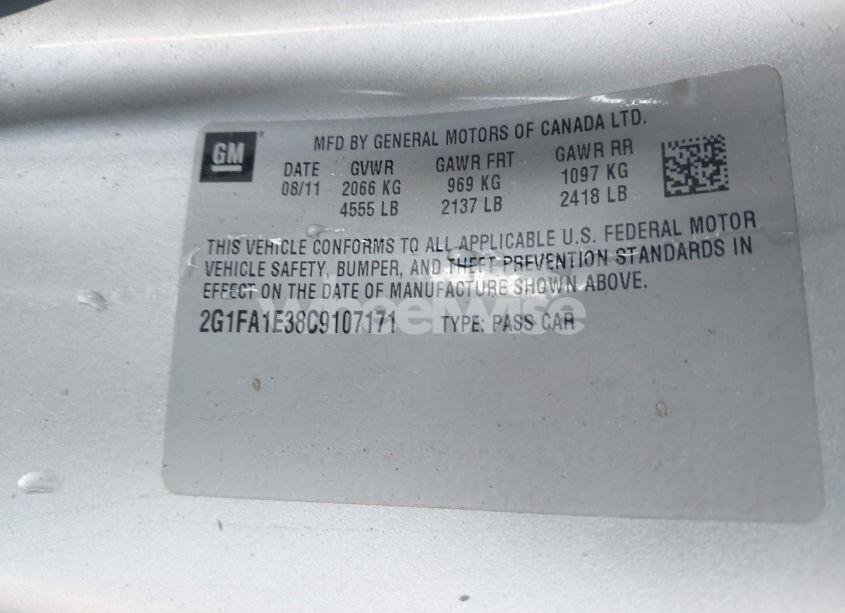 GM
MFD BY GENERAL MOTORS OF CANADA LTD.
DATE GVWR GAWR FRT GAWR RR
08/11 2066 KG 969 KG 1097 KG
4555 LB 2137 LB 2418 LB
THIS VEHICLE CONFORMS TO ALL APPLICABLE U.S. FEDERAL MOTOR
VEHICLE SAFETY, BUMPER, AND THEFT PREVENTION STANDARDS IN
EFFECT ON THE DATE OF MANUFACTURE SHOWN ABOVE.
2G1FA1E38C9107171 TYPE: PASS CAR
Wheelwise